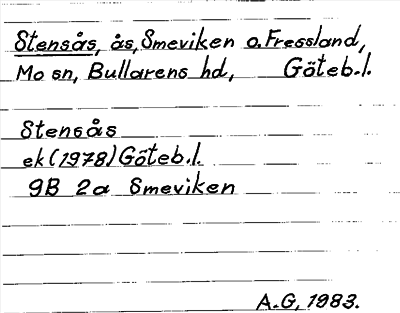 Stensås, ås, Smeviken o. Fressland,
Mo sn, Bullarens hd, Göteb.l.
Stensås
ek (1978) Göteb.l.
9B 2a Smeviken
A.G, 1983.